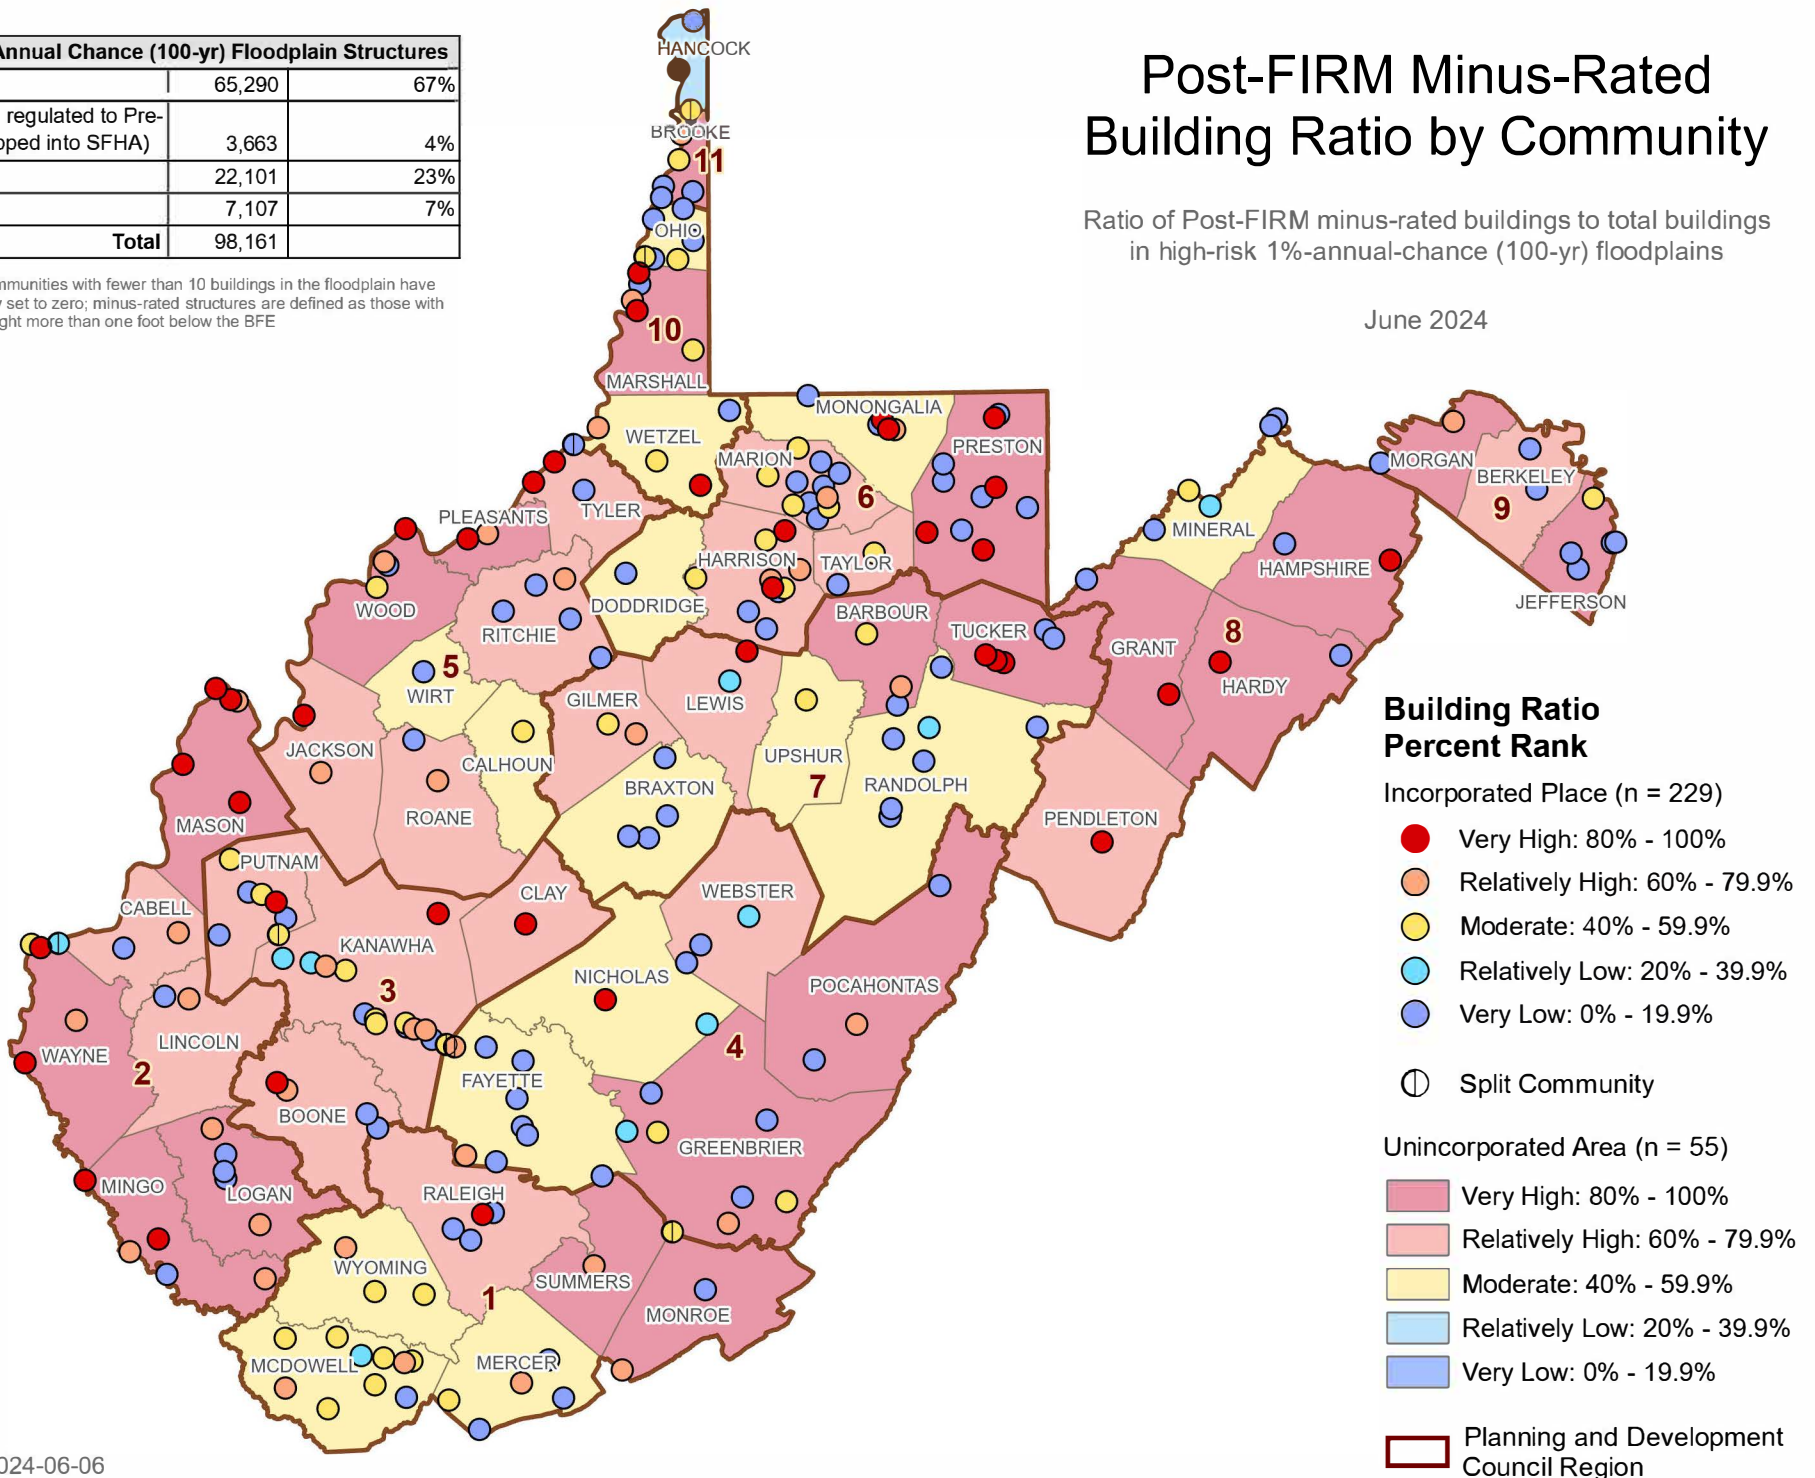 Annual Chance (100-yr) Floodplain Structures
65,290 67%
regulated to Pre-
pped into SFHA) 3,663 4%
22,101 23%
7,107 7%
Total 98,161
mmunities with fewer than 10 buildings in the floodplain have
y set to zero; minus-rated structures are defined as those with
ght more than one foot below the BFE
Post-FIRM Minus-Rated
Building Ratio by Community
Ratio of Post-FIRM minus-rated buildings to total buildings
in high-risk 1%-annual-chance (100-yr) floodplains
June 2024
HANCOCK
BROOKE
11
OHIO
10
MARSHALL
WETZEL
MONONGALIA
MARION
PRESTON
6
TYLER
PLEASANTS
HARRISON
TAYLOR
DODDRIDGE
WOOD
RITCHIE
BARBOUR
TUCKER
MORGAN
BERKELEY
9
MINERAL
HAMPSHIRE
JEFFERSON
8
GRANT
HARDY
5
WIRT
GILMER
LEWIS
JACKSON
CALHOUN
UPSHUR
7
RANDOLPH
BRAXTON
ROANE
MASON
PENDLETON
PUTNAM
CLAY
WEBSTER
CABELL
KANAWHA
NICHOLAS
POCAHONTAS
3
LINCOLN
WAYNE
2
4
FAYETTE
BOONE
GREENBRIER
MINGO
LOGAN
RALEIGH
WYOMING
SUMMERS
1
MONROE
MCDOWELL
MERCER
Building Ratio
Percent Rank
Incorporated Place (n = 229)
Very High: 80% - 100%
Relatively High: 60% - 79.9%
Moderate: 40% - 59.9%
Relatively Low: 20% - 39.9%
Very Low: 0% - 19.9%
Split Community
Unincorporated Area (n = 55)
Very High: 80% - 100%
Relatively High: 60% - 79.9%
Moderate: 40% - 59.9%
Relatively Low: 20% - 39.9%
Very Low: 0% - 19.9%
Planning and Development
Council Region
024-06-06